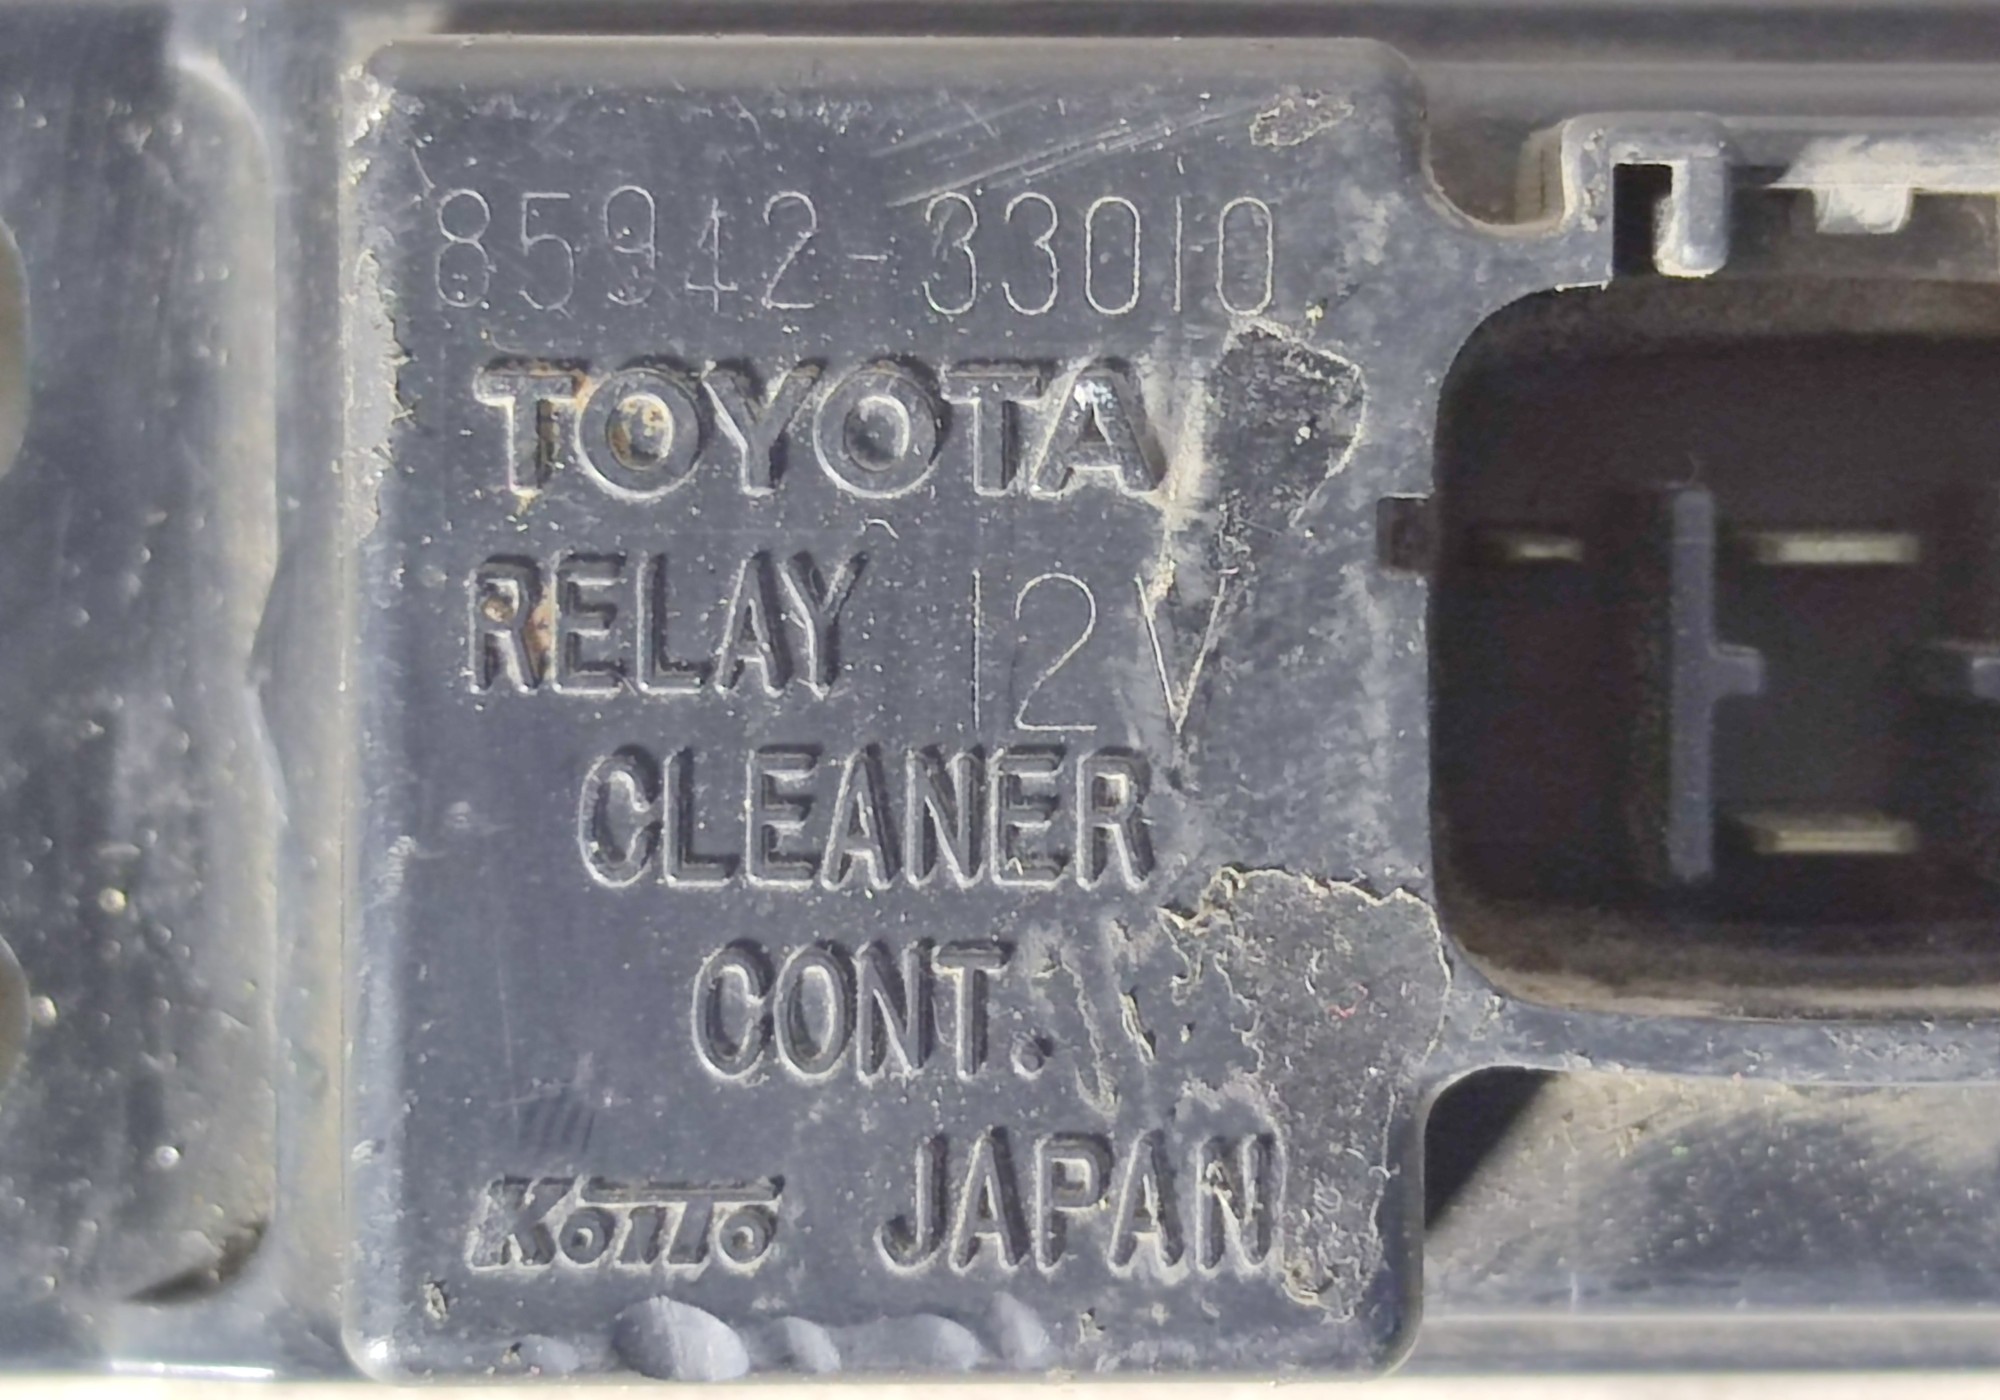 85942-33010
TOYOTA
RELAY 12V
CLEANER
CONT.
KOITO JAPAN